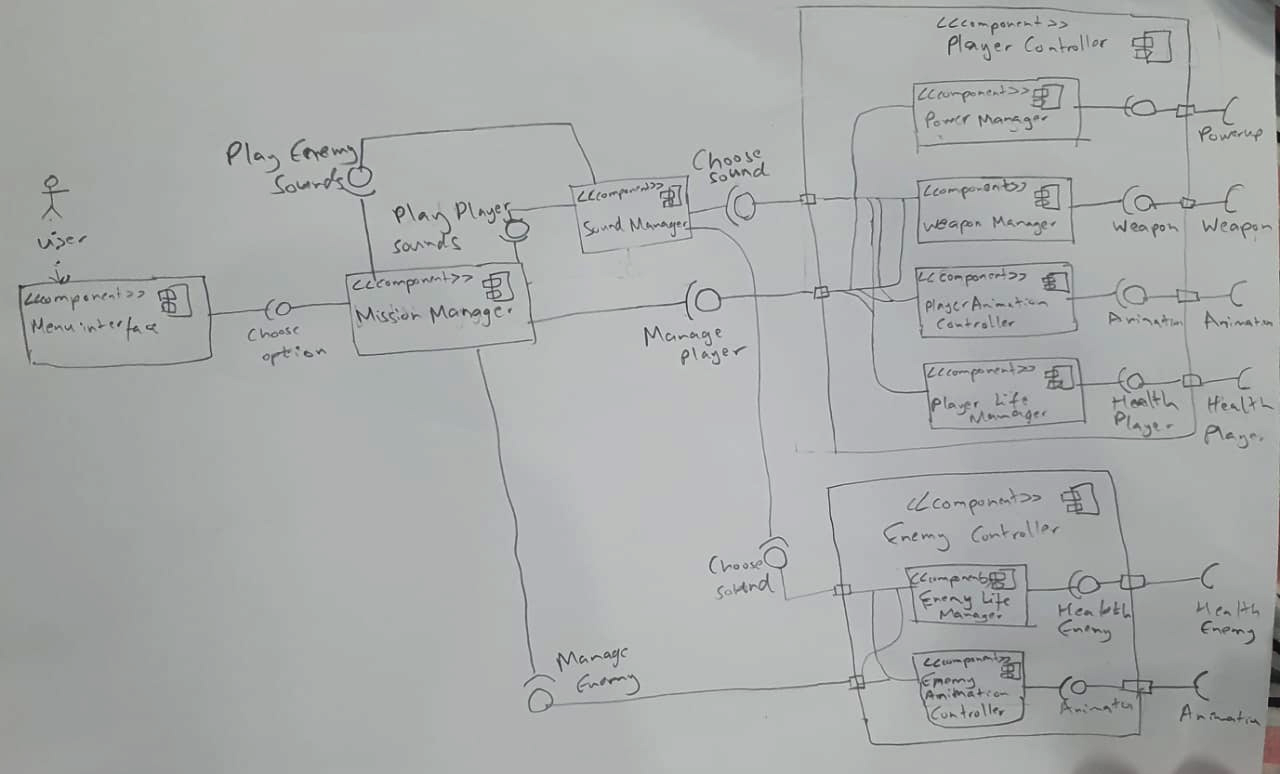 <<component>>
Player Controller
<<component>>
Power Manager
Powerup
Play Enemy
Sounds
Choose
sound
<<component>>
Sound Manager
<<component>>
Weapon Manager
Weapon
Weapon
Play Player
sounds
User
<<component>>
Menu interface
Choose
option
<<component>>
Mission Manager
Manage
player
<<component>>
Player Animation
Controller
Animation
Animation
<<component>>
Player Life
Manager
Health
Player
Health
Player
<<component>>
Enemy Controller
Choose
sound
<<component>>
Enemy Life
Manager
Health
Enemy
Health
Enemy
Manage
Enemy
<<component>>
Enemy
Animation
Controller
Animation
Animation